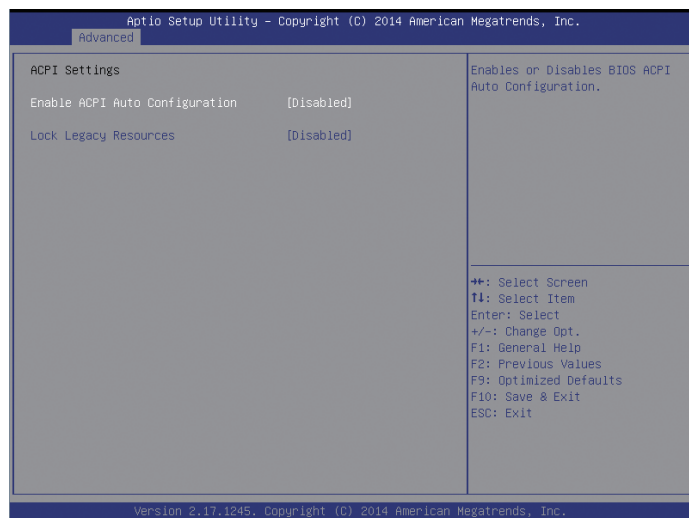 Aptio Setup Utility – Copyright (C) 2014 American Megatrends, Inc.
Advanced
ACPI Settings
Enable ACPI Auto Configuration [Disabled]
Lock Legacy Resources [Disabled]
Enables or Disables BIOS ACPI
Auto Configuration.
→←: Select Screen
↑↓: Select Item
Enter: Select
+/-: Change Opt.
F1: General Help
F2: Previous Values
F9: Optimized Defaults
F10: Save & Exit
ESC: Exit
Version 2.17.1245. Copyright (C) 2014 American Megatrends, Inc.